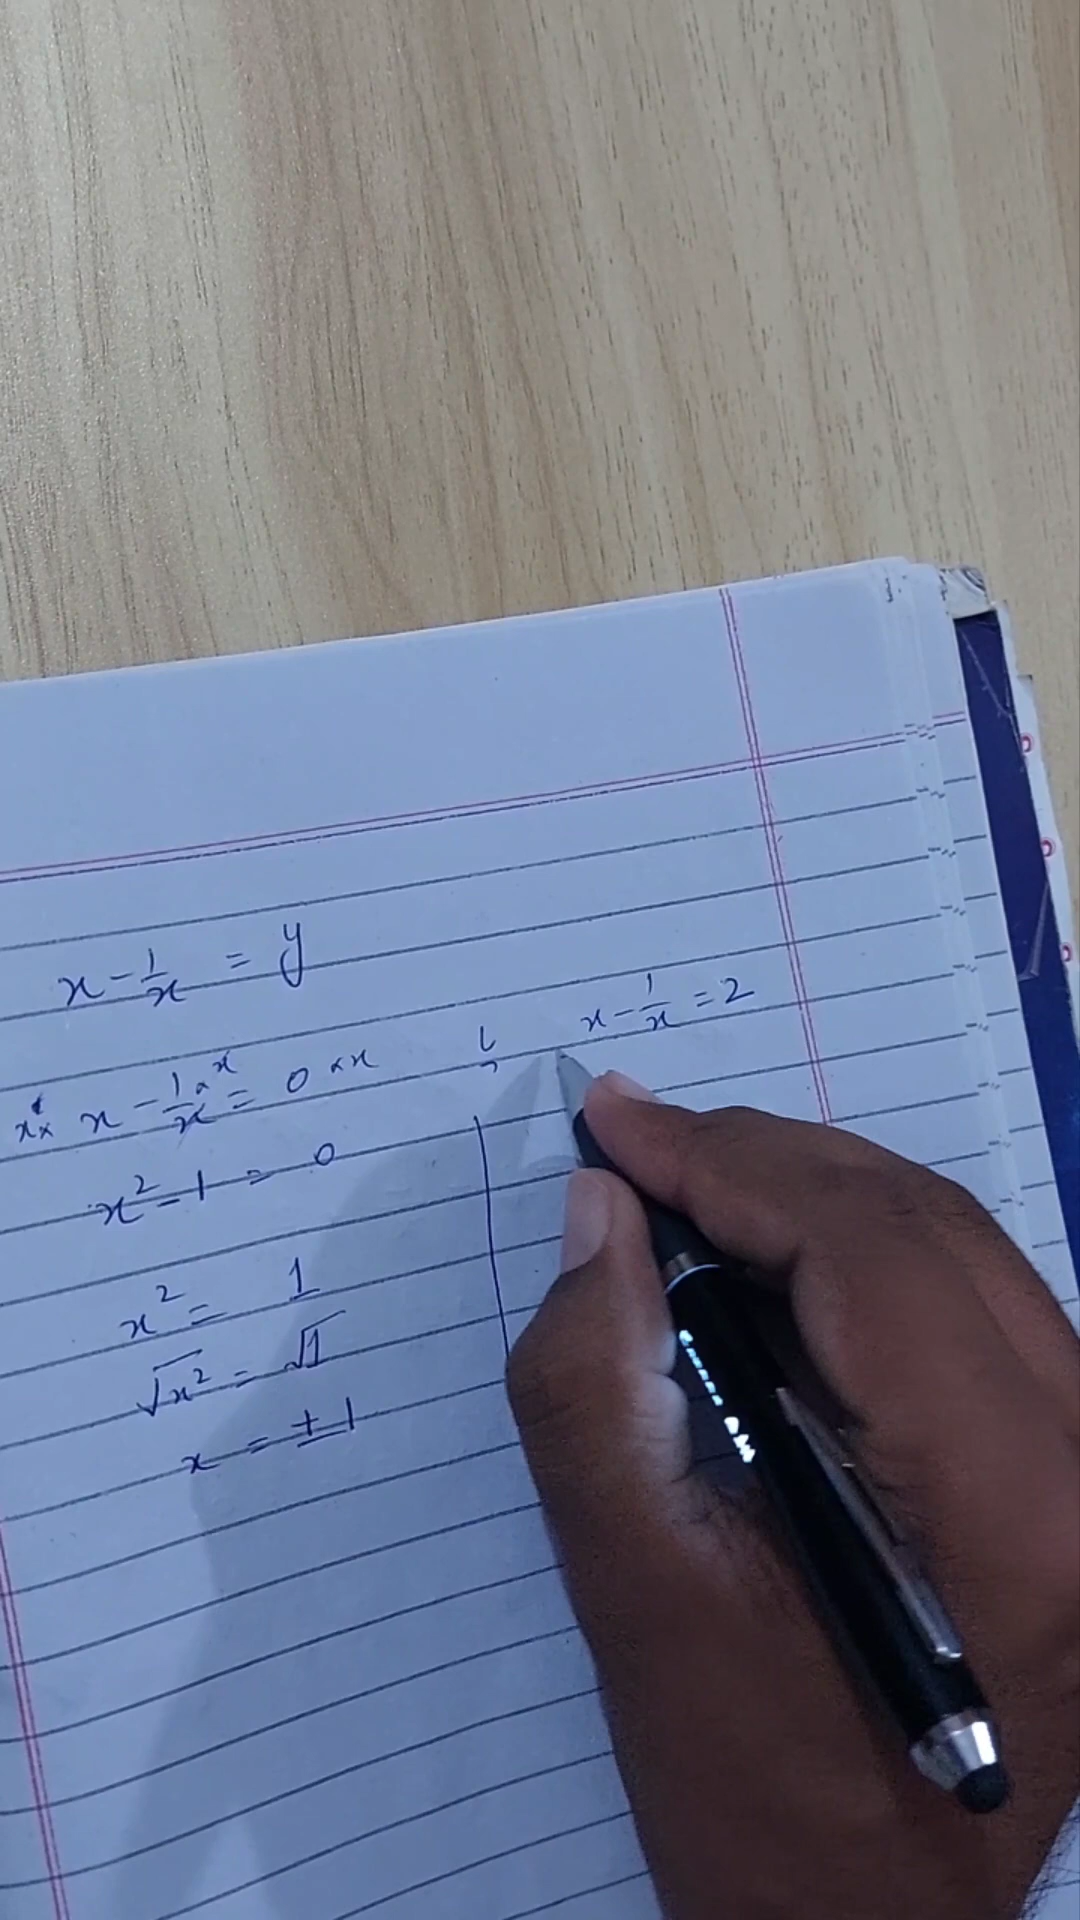 x - 1/x = y
x × x - 1/x × x = 0 × x
x² - 1 = 0
x² = 1
√x² = √1
x = ± 1
x - 1/x = 2